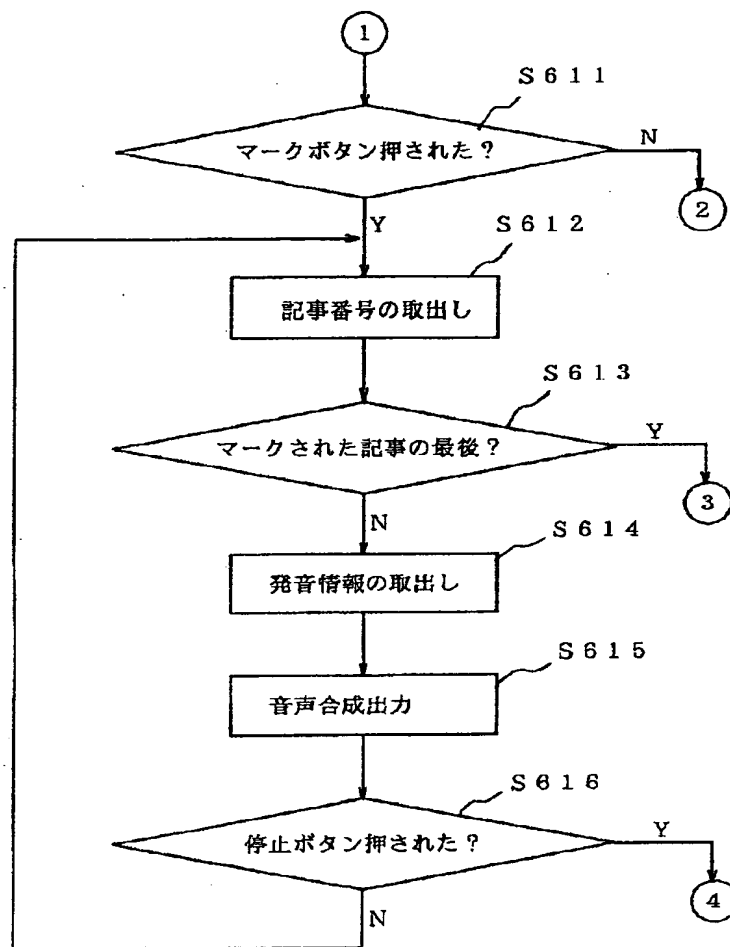 1
S611
マークボタン押された？
N
2
Y
S612
記事番号の取出し
S613
マークされた記事の最後？
Y
3
N
S614
発音情報の取出し
S615
音声合成出力
S616
停止ボタン押された？
Y
4
N